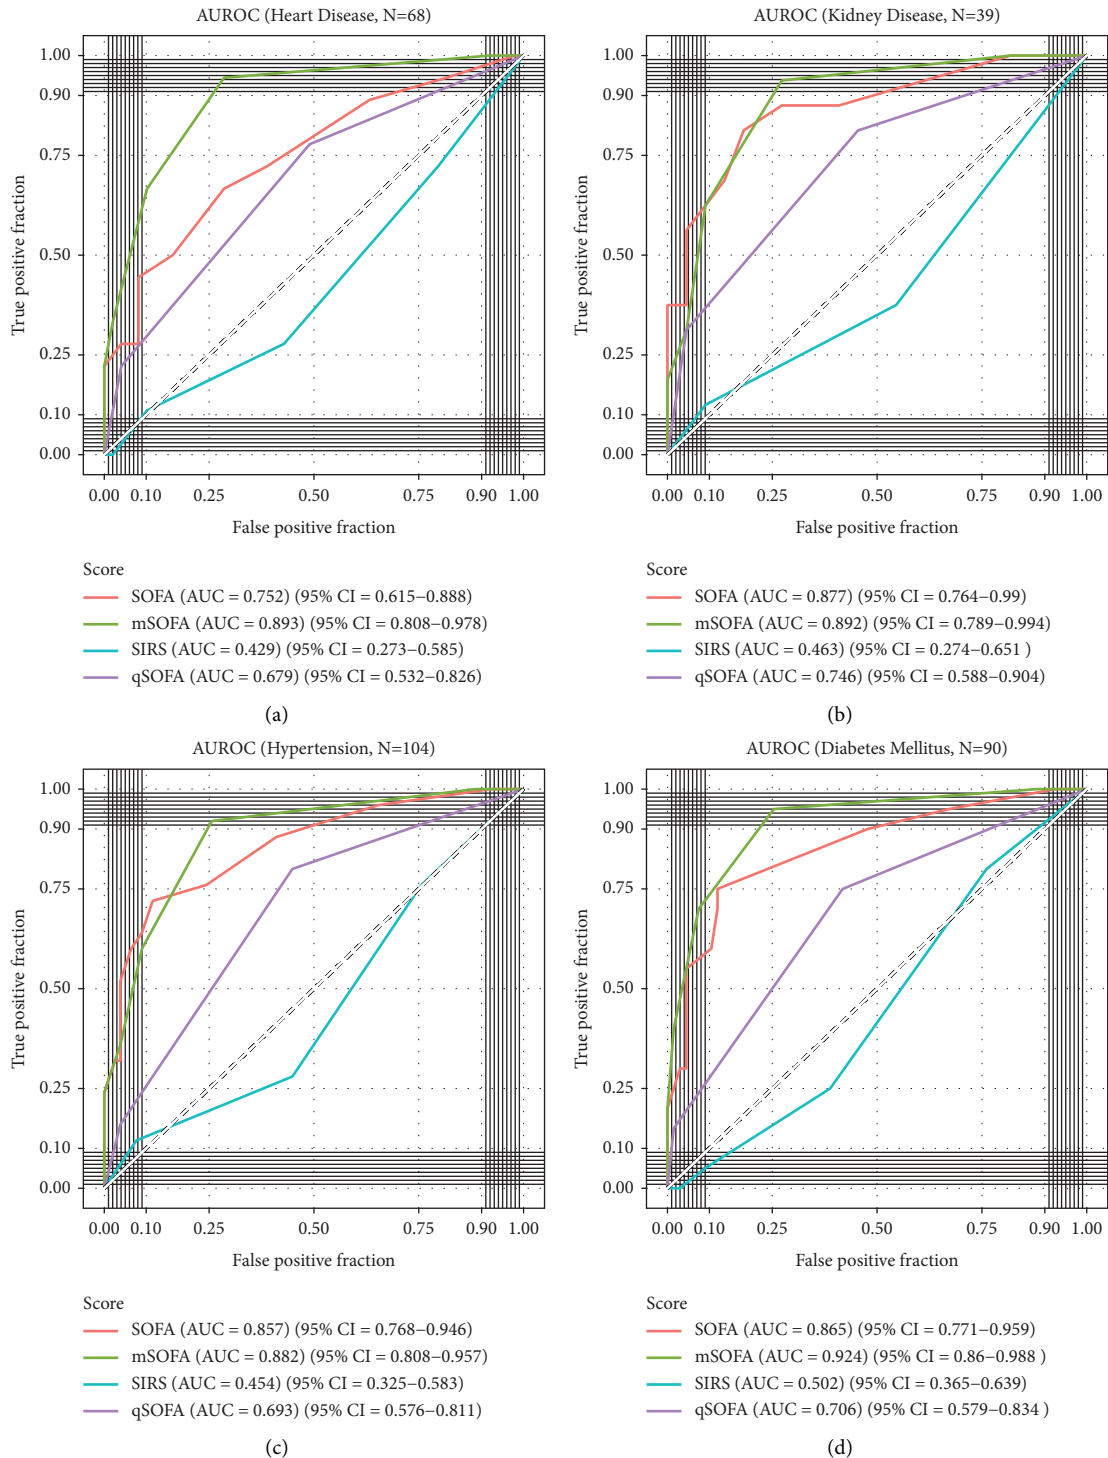 AUROC (Heart Disease, N=68)
1.00
0.90
0.75
0.50
0.25
0.10
0.00
True positive fraction
0.00 0.10 0.25 0.50 0.75 0.90 1.00
False positive fraction
Score
SOFA (AUC = 0.752) (95% CI = 0.615−0.888)
mSOFA (AUC = 0.893) (95% CI = 0.808−0.978)
SIRS (AUC = 0.429) (95% CI = 0.273−0.585)
qSOFA (AUC = 0.679) (95% CI = 0.532−0.826)
(a)
AUROC (Kidney Disease, N=39)
1.00
0.90
0.75
0.50
0.25
0.10
0.00
True positive fraction
0.00 0.10 0.25 0.50 0.75 0.90 1.00
False positive fraction
Score
SOFA (AUC = 0.877) (95% CI = 0.764−0.99)
mSOFA (AUC = 0.892) (95% CI = 0.789−0.994)
SIRS (AUC = 0.463) (95% CI = 0.274−0.651 )
qSOFA (AUC = 0.746) (95% CI = 0.588−0.904)
(b)
AUROC (Hypertension, N=104)
1.00
0.90
0.75
0.50
0.25
0.10
0.00
True positive fraction
0.00 0.10 0.25 0.50 0.75 0.90 1.00
False positive fraction
Score
SOFA (AUC = 0.857) (95% CI = 0.768−0.946)
mSOFA (AUC = 0.882) (95% CI = 0.808−0.957)
SIRS (AUC = 0.454) (95% CI = 0.325−0.583)
qSOFA (AUC = 0.693) (95% CI = 0.576−0.811)
(c)
AUROC (Diabetes Mellitus, N=90)
1.00
0.90
0.75
0.50
0.25
0.10
0.00
True positive fraction
0.00 0.10 0.25 0.50 0.75 0.90 1.00
False positive fraction
Score
SOFA (AUC = 0.865) (95% CI = 0.771−0.959)
mSOFA (AUC = 0.924) (95% CI = 0.86−0.988 )
SIRS (AUC = 0.502) (95% CI = 0.365−0.639)
qSOFA (AUC = 0.706) (95% CI = 0.579−0.834 )
(d)